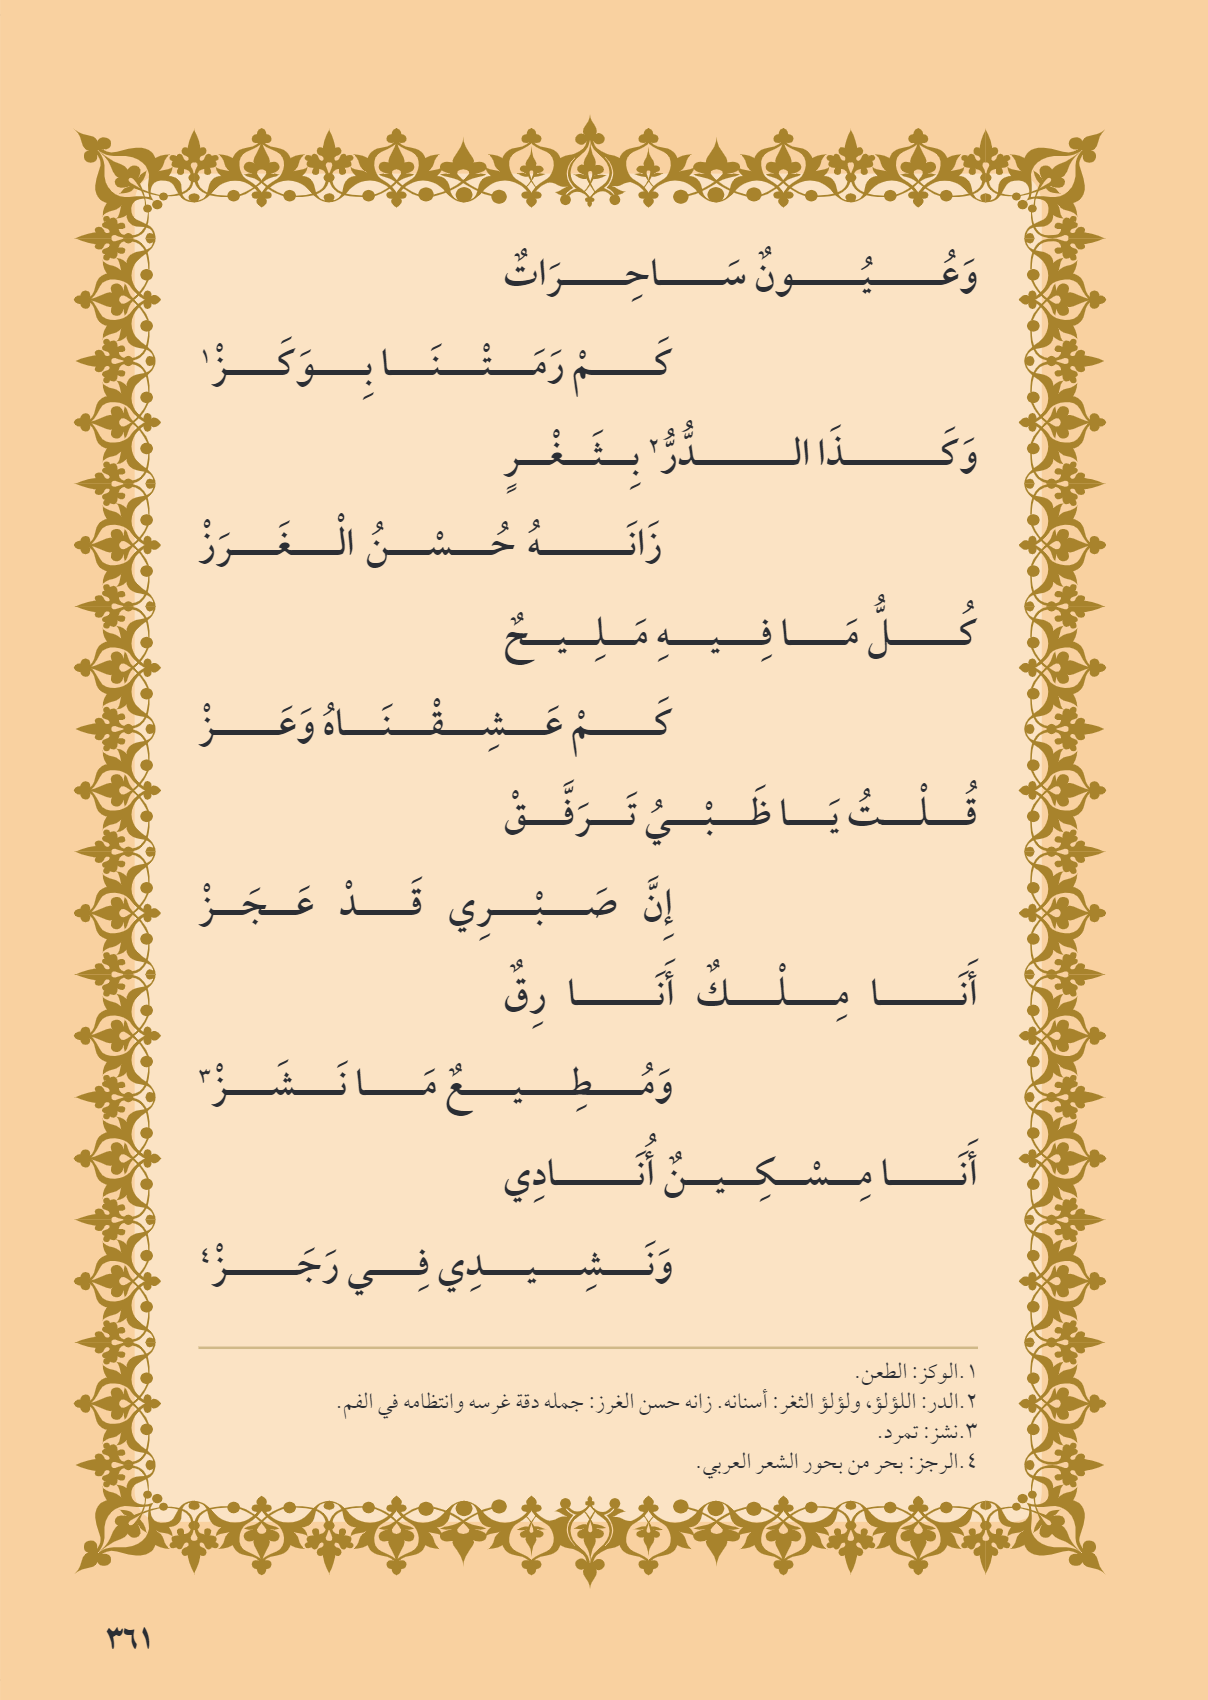 وَعُيُونٌ سَاحِرَاتٌ
كَمْ رَمَتْنَا بِوَكَزْ١
وَكَذَا الدُّرُّ٢ بِثَغْرٍ
زَانَهُ حُسْنُ الْغَرَزْ
كُلُّ مَا فِيهِ مَلِيحٌ
كَمْ عَشِقْنَاهُ وَعَزْ
قُلْتُ يَا ظَبْيُ تَرَفَّقْ
إِنَّ صَبْرِي قَدْ عَجَزْ
أَنَا مِلْكٌ أَنَا رِقٌ
وَمُطِيعٌ مَا نَشَزْ٣
أَنَا مِسْكِينٌ أُنَادِي
وَنَشِيدِي فِي رَجَزْ٤
١.الوكز: الطعن.
٢.الدر: اللؤلؤ، ولؤلؤ الثغر: أسنانه. زانه حسن الغرز: جمله دقة غرسه وانتظامه في الفم.
٣.نشز: تمرد.
٤.الرجز: بحر من بحور الشعر العربي.
٣٦١